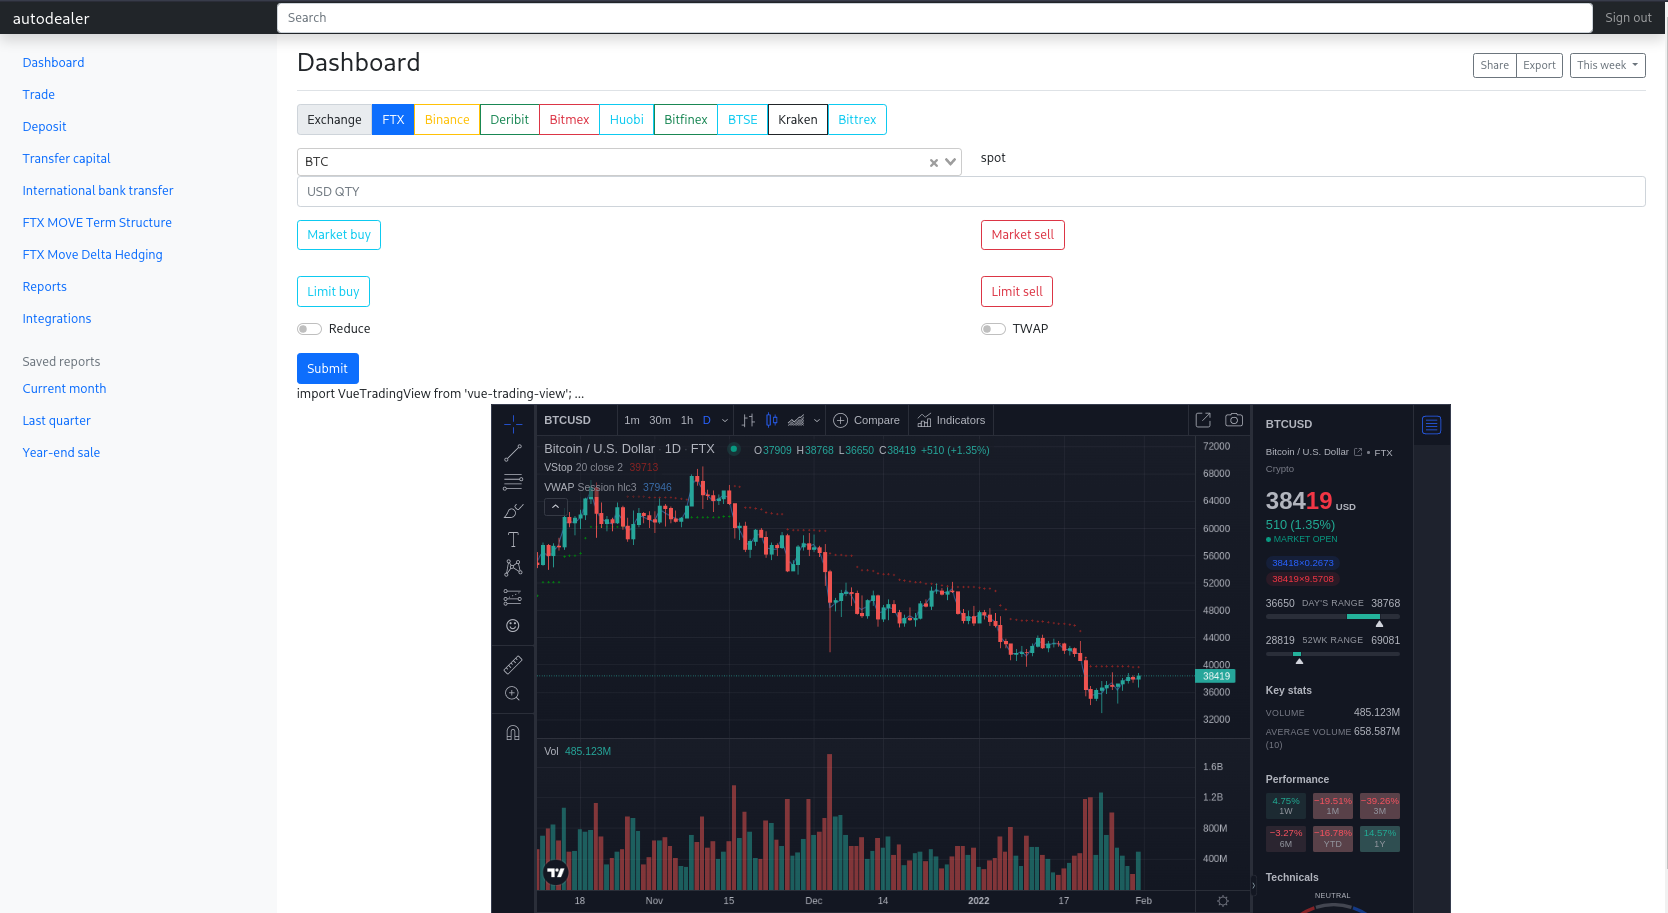 autodealer
Search
Sign out
Dashboard
Trade
Deposit
Transfer capital
International bank transfer
FTX MOVE Term Structure
FTX Move Delta Hedging
Reports
Integrations
Saved reports
Current month
Last quarter
Year-end sale
Dashboard
Share Export This week
Exchange FTX Binance Deribit Bitmex Huobi Bitfinex BTSE Kraken Bittrex
BTC
spot
USD QTY
Market buy Market sell
Limit buy Limit sell
Reduce TWAP
Submit
import VueTradingView from 'vue-trading-view'; ...
BTCUSD 1m 30m 1h D Compare Indicators
Bitcoin / U.S. Dollar · 1D · FTX O37909 H38768 L36650 C38419 +510 (+1.35%)
VStop 20 close 2 39713
VWAP Session hlc3 37946
72000
68000
64000
60000
56000
52000
48000
44000
40000
38419
36000
32000
Vol 485.123M
1.6B
1.2B
800M
400M
18 Nov 15 Dec 14 2022 17 Feb
BTCUSD
Bitcoin / U.S. Dollar • FTX
Crypto
38419 USD
510 (1.35%)
MARKET OPEN
38418×0.2673
38419×9.5708
36650 DAY'S RANGE 38768
28819 52WK RANGE 69081
Key stats
VOLUME 485.123M
AVERAGE VOLUME (10) 658.587M
Performance
4.75% −19.51% −39.26%
1W 1M 3M
−3.27% −16.78% 14.57%
6M YTD 1Y
Technicals
NEUTRAL